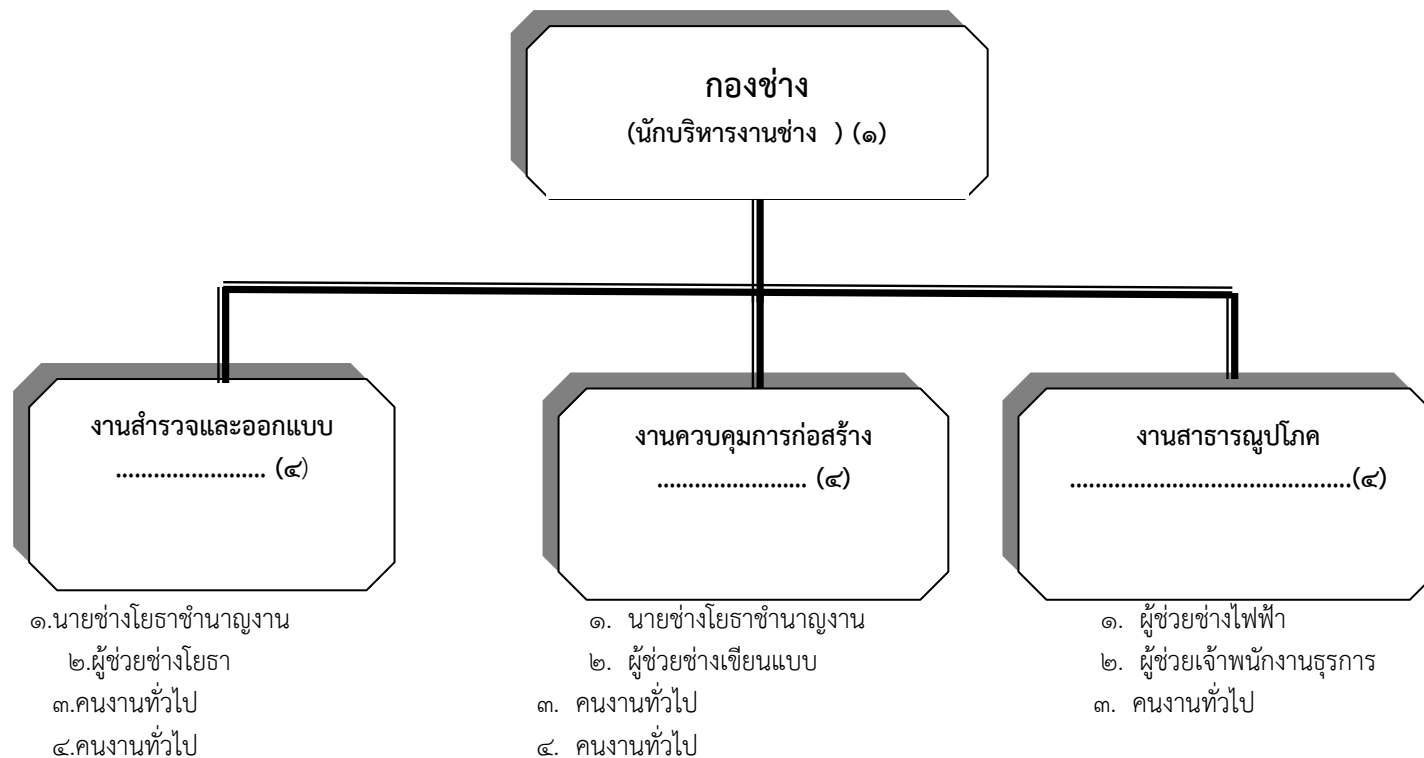 กองช่าง
(นักบริหารงานช่าง ) (๑)
งานสำรวจและออกแบบ
........................ (๔)
งานควบคุมการก่อสร้าง
........................ (๔)
งานสาธารณูปโภค
.............................................(๔)
๑.นายช่างโยธาชำนาญงาน
๒.ผู้ช่วยช่างโยธา
๓.คนงานทั่วไป
๔.คนงานทั่วไป
๑. นายช่างโยธาชำนาญงาน
๒. ผู้ช่วยช่างเขียนแบบ
๓. คนงานทั่วไป
๔. คนงานทั่วไป
๑. ผู้ช่วยช่างไฟฟ้า
๒. ผู้ช่วยเจ้าพนักงานธุรการ
๓. คนงานทั่วไป